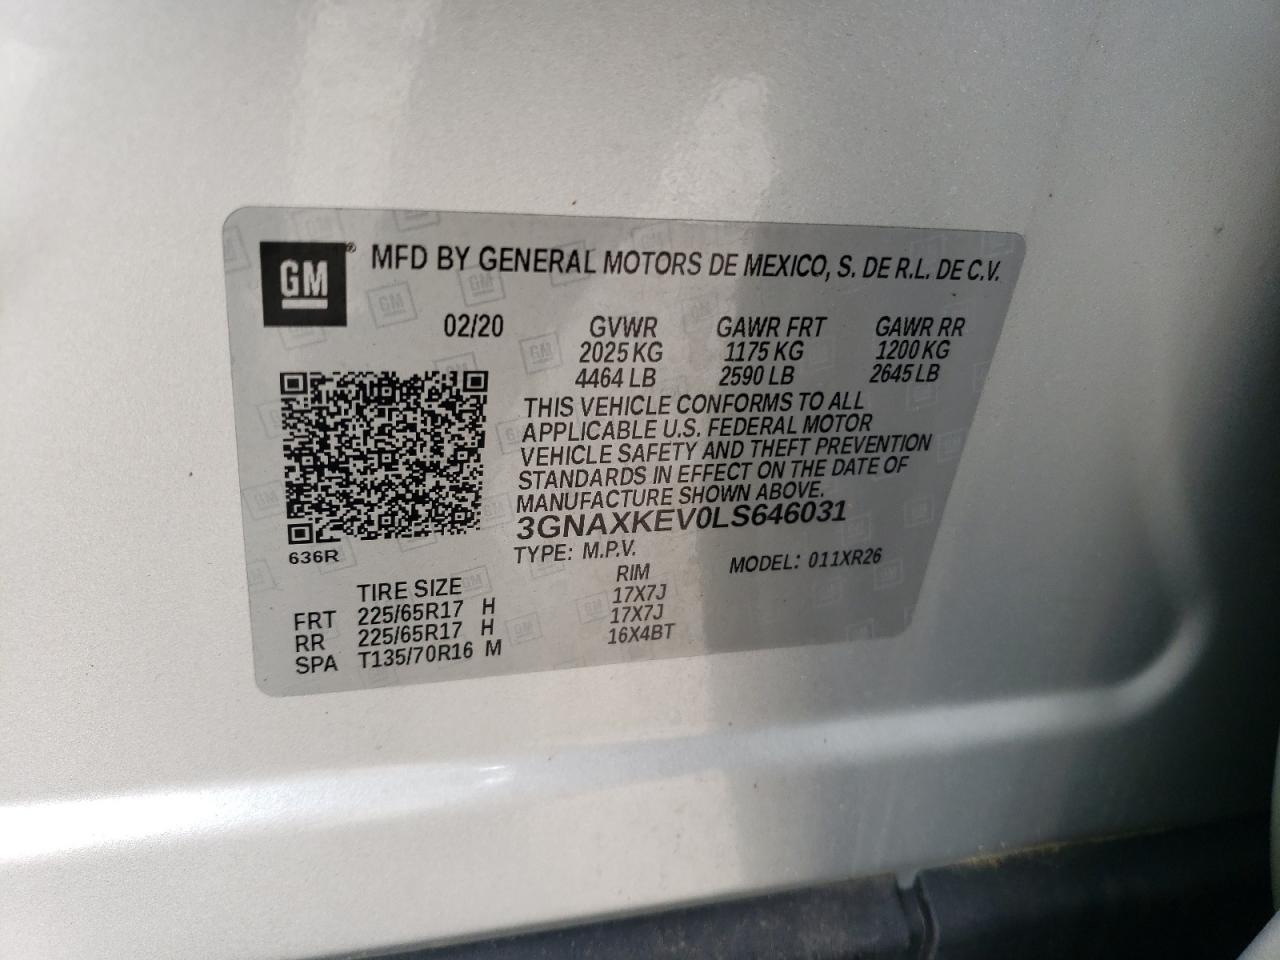 GM ® MFD BY GENERAL MOTORS DE MEXICO, S. DE R.L. DE C.V.
02/20 GVWR GAWR FRT GAWR RR
2025 KG 1175 KG 1200 KG
4464 LB 2590 LB 2645 LB
THIS VEHICLE CONFORMS TO ALL
APPLICABLE U.S. FEDERAL MOTOR
VEHICLE SAFETY AND THEFT PREVENTION
STANDARDS IN EFFECT ON THE DATE OF
MANUFACTURE SHOWN ABOVE.
3GNAXKEV0LS646031
636R TYPE: M.P.V. MODEL: 011XR26
TIRE SIZE RIM
FRT 225/65R17 H 17X7J
RR 225/65R17 H 17X7J
SPA T135/70R16 M 16X4BT